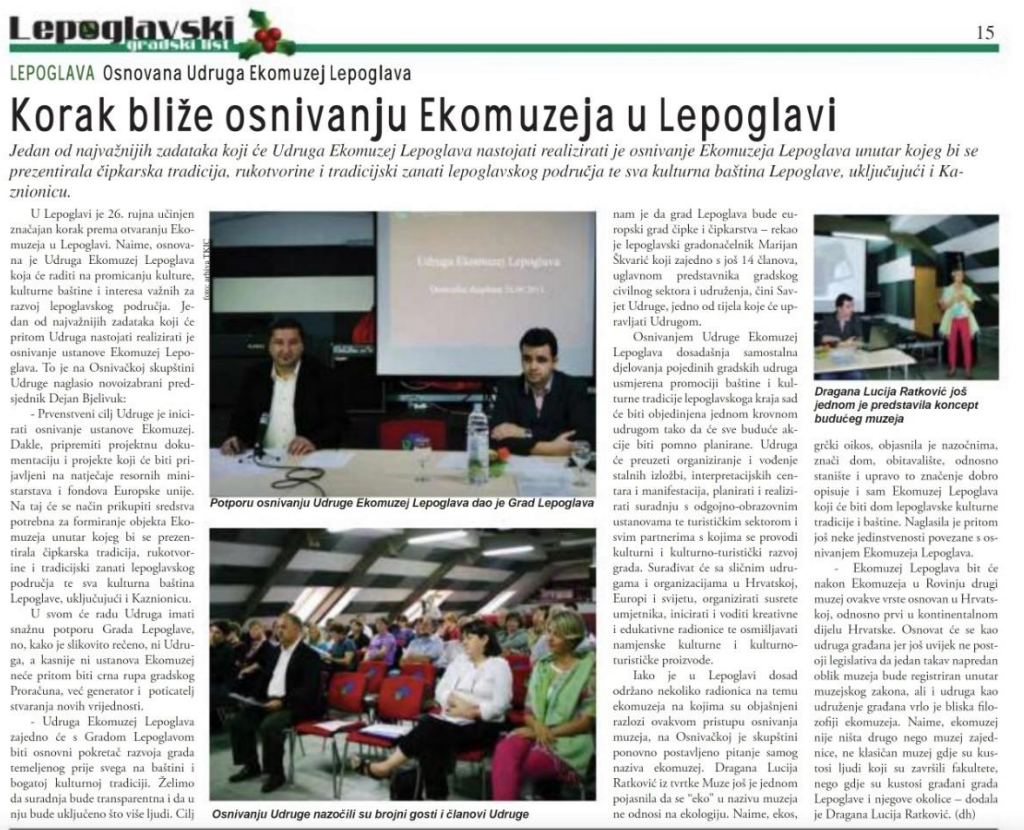 Lepoglavski
gradski list
15
LEPOGLAVA Osnovana Udruga Ekomuzej Lepoglava
Korak bliže osnivanju Ekomuzeja u Lepoglavi
Jedan od najvažnijih zadataka koji će Udruga Ekomuzej Lepoglava nastojati realizirati je osnivanje Ekomuzeja Lepoglava unutar kojeg bi se
prezentirala čipkarska tradicija, rukotvorine i tradicijski zanati lepoglavskog područja te sva kulturna baština Lepoglave, uključujući i Ka-
znionicu.
U Lepoglavi je 26. rujna učinjen
značajan korak prema otvaranju Eko-
muzeja u Lepoglavi. Naime, osnova-
na je Udruga Ekomuzej Lepoglava
koja će raditi na promicanju kulture,
kulturne baštine i interesa važnim za
razvoj lepoglavskog područja. Je-
dan od najvažnijih zadataka koji će
pritom Udruga nastojati realizirati je
osnivanje ustanove Ekomuzej Lepo-
glava. To je na Osnivačkoj skupštini
Udruge naglasio novoizabrani pred-
sjednik Dejan Bjelivuk:
- Prvenstveni cilj Udruge je inici-
rati osnivanje ustanove Ekomuzej.
Dakle, pripremiti projektnu doku-
mentaciju i projekte koji će biti pri-
javljeni na natječaje resornih mini-
starstava i fondova Europske unije.
Na taj će se način prikupiti sredstva
potrebna za formiranje objekta Eko-
muzeja unutar kojeg bi se prezen-
tirala čipkarska tradicija, rukotvor-
ine i tradicijski zanati lepoglavskog
područja te sva kulturna baština
Lepoglave, uključujući i Kaznionicu.
U svom će radu Udruga imati
snažnu potporu Grada Lepoglave,
no, kako je slikovito rečeno, ni Udru-
ga, a kasnije ni ustanova Ekomuzej
neće pritom biti crna rupa gradskog
Proračuna, već generator i poticatelj
stvaranja novih vrijednosti.
- Udruga Ekomuzej Lepoglava
zajedno će s Gradom Lepoglavom
biti osnovni pokretač razvoja grada
temeljenog prije svega na baštini i
bogatoj kulturnoj tradiciji. Želimo
da suradnja bude transparentna i da u
nju bude uključeno što više ljudi. Cilj
foto: arhiva TKIC
Udruga Ekomuzej Lepoglava
Potporu osnivanju Udruge Ekomuzej Lepoglava dao je Grad Lepoglava
Osnivanju Udruge nazočili su brojni gosti i članovi Udruge
nam je da grad Lepoglava bude eu-
ropski grad čipke i čipkarstva – rekao
je lepoglavski gradonačelnik Marijan
Škvarić koji zajedno s još 14 članova,
uglavnom predstavnika gradskog
civilnog sektora i udruženja, čini Sav-
jet Udruge, jedno od tijela koje će up-
ravljati Udrugom.
Osnivanjem Udruge Ekomuzej
Lepoglava dosadašnja samostalna
djelovanja pojedinih gradskih udruga
usmjerena promociji baštine i kul-
turne tradicije lepoglavskoga kraja sad
će biti objedinjena jednom krovnom
udrugom tako da će sve buduće ak-
cije biti pomno planirane. Udruga
će preuzeti organiziranje i vođenje
stalnih izložbi, interpretacijskih cen-
tara i manifestacija, planirati i realizi-
rati suradnju s odgojno-obrazovnim
ustanovama te turističkim sektorom i
svim partnerima s kojima se provodi
kulturni i kulturno-turistički razvoj
grada. Surađivat će sa sličnim udru-
gama i organizacijama u Hrvatskoj,
Europi i svijetu, organizirati susrete
umjetnika, inicirati i voditi kreativne
i edukativne radionice te osmišljavati
namjenske kulturne i kulturno-
turističke proizvode.
Iako je u Lepoglavi dosad
održano nekoliko radionica na temu
ekomuzeja na kojima su objašnjeni
razlozi ovakvom pristupu osnivanja
muzeja, na Osnivačkoj je skupštini
ponovno postavljeno pitanje samog
naziva ekomuzej. Dragana Lucija
Ratković iz tvrtke Muze još je jednom
pojasnila da se “eko” u nazivu muzeja
ne odnosi na ekologiju. Naime, ekos,
Dragana Lucija Ratković još
jednom je predstavila koncept
budućeg muzeja
grčki oikos, objasnila je nazočnima,
znači dom, obitavalište, odnosno
stanište i upravo to značenje dobro
opisuje i sam Ekomuzej Lepoglava
koji će biti dom lepoglavske kulturne
tradicije i baštine. Naglasila je pritom
još neke jedinstvenosti povezane s os-
nivanjem Ekomuzeja Lepoglava.
- Ekomuzej Lepoglava bit će
nakon Ekomuzeja u Rovinju drugi
muzej ovakve vrste osnovan u Hrvats-
koj, odnosno prvi u kontinentalnom
dijelu Hrvatske. Osnovat će se kao
udruga građana jer još uvijek ne post-
oji legislativa da jedan takav napredan
oblik muzeja bude registriran unutar
muzejskog zakona, ali i udruga kao
udruženje građana vrlo je bliska filo-
zofiji ekomuzeja. Naime, ekomuzej
nije ništa drugo nego muzej zajed-
nice, ne klasičan muzej gdje su kus-
tosi ljudi koji su završili fakultete,
nego gdje su kustosi građani grada
Lepoglave i njegove okolice – dodala
je Dragana Lucija Ratković. (dh)